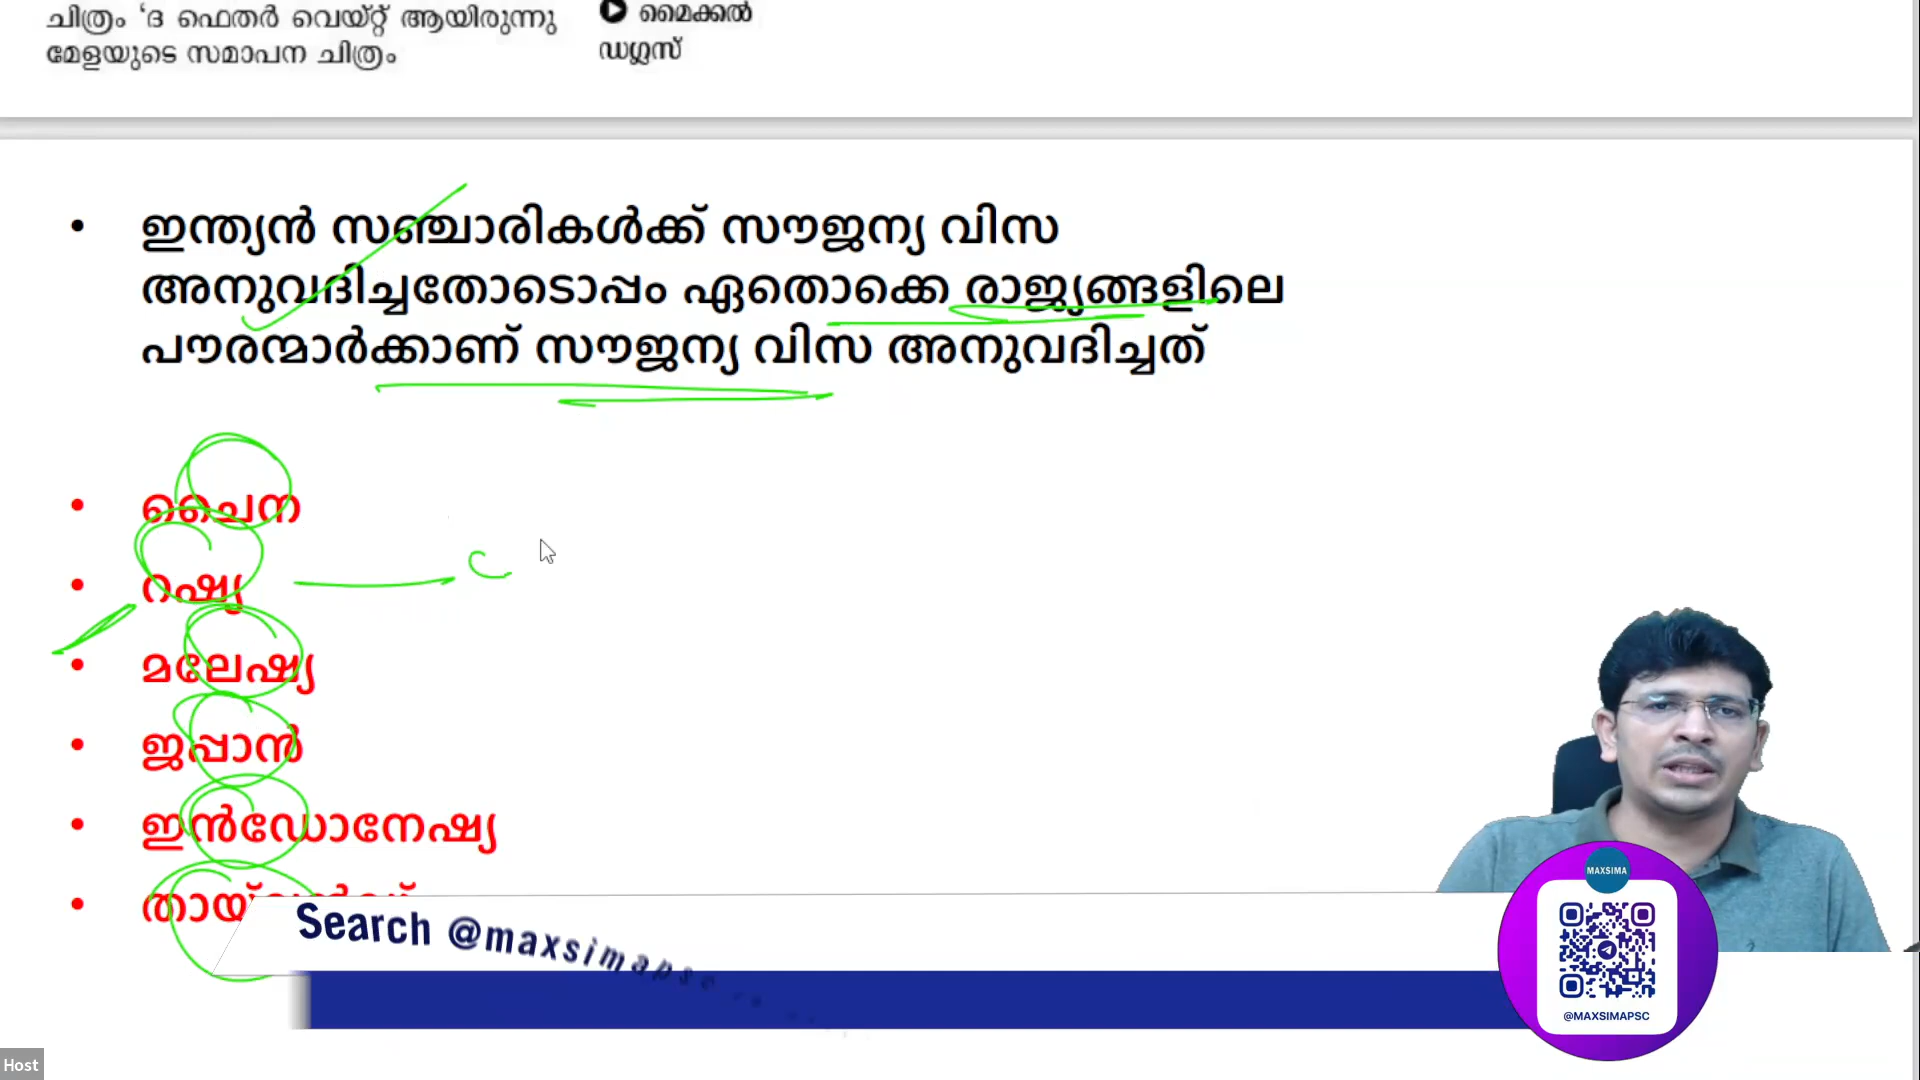 ചിത്രം ‘ദ ഫെതർ വെയ്റ്റ് ആയിരുന്നു
മേളയുടെ സമാപന ചിത്രം
മൈക്കൽ
ഡഗ്ലസ്
• ഇന്ത്യൻ സഞ്ചാരികൾക്ക് സൗജന്യ വിസ
അനുവദിച്ചതോടൊപ്പം ഏതൊക്കെ രാജ്യങ്ങളിലെ
പൗരന്മാർക്കാണ് സൗജന്യ വിസ അനുവദിച്ചത്
• ചൈന
• റഷ്യ
• മലേഷ്യ
• ജപ്പാൻ
• ഇൻഡോനേഷ്യ
Search @maxsimapsc
MAXSIMA
@MAXSIMAPSC
Host